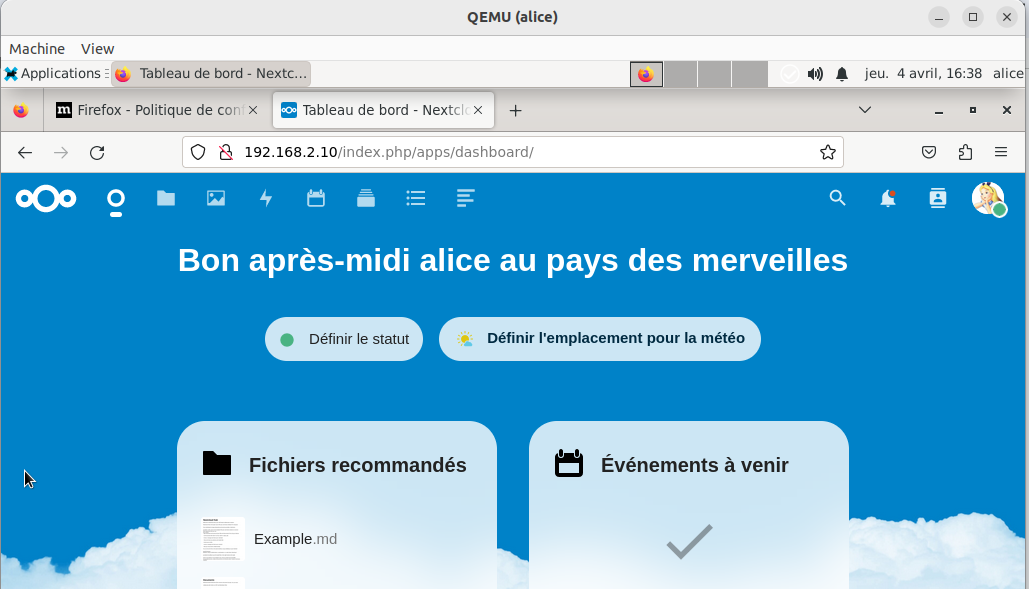 QEMU (alice)
Machine View
Applications Tableau de bord - Nextc... jeu. 4 avril, 16:38 alice
m Firefox - Politique de con Tableau de bord - Nextclo
192.168.2.10/index.php/apps/dashboard/
Bon après-midi alice au pays des merveilles
Définir le statut Définir l'emplacement pour la météo
Fichiers recommandés Événements à venir
Example.md